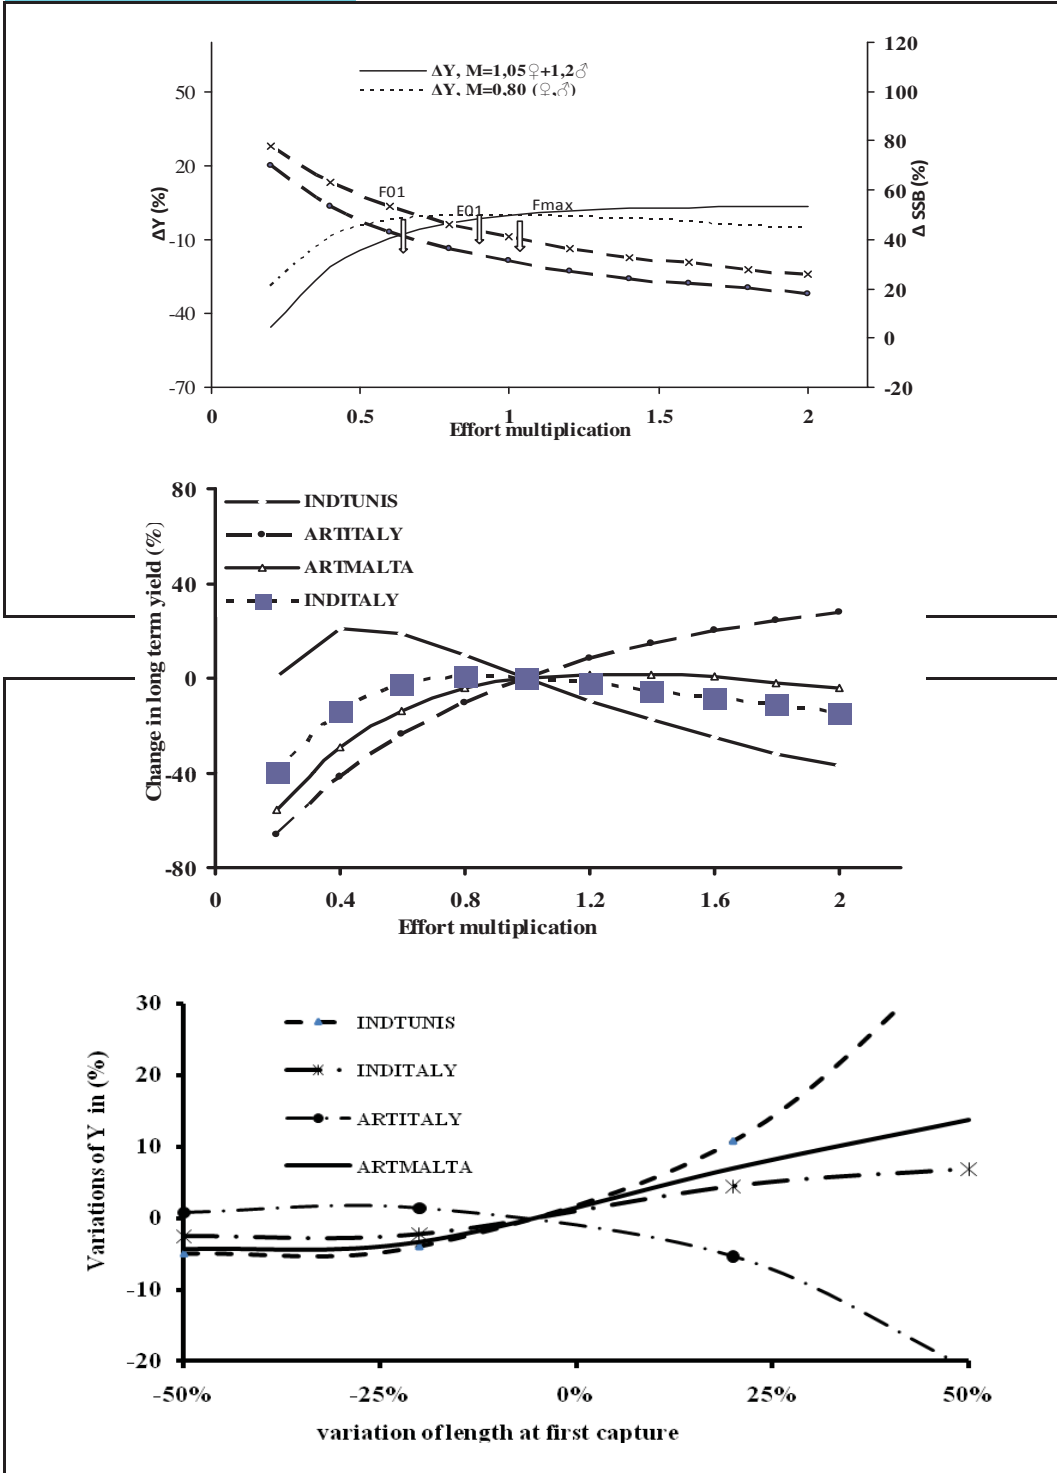 120
ΔY, M=1,05♀+1,2♂
50
ΔY, M=0,80 (♀,♂)
100
80
20
F01
60
F01
Fmax
ΔY (%)
Δ SSB (%)
-10
40
20
-40
0
-70
-20
0
0.5
1
1.5
2
Effort multiplication
80
INDTUNIS
ARTITALY
40
ARTMALTA
INDITALY
Change in long term yield (%)
0
-40
-80
0
0.4
0.8
1.2
1.6
2
Effort multiplication
30
INDTUNIS
20
INDITALY
ARTITALY
10
ARTMALTA
Variations of Y in (%)
0
-10
-20
-50%
-25%
0%
25%
50%
variation of length at first capture